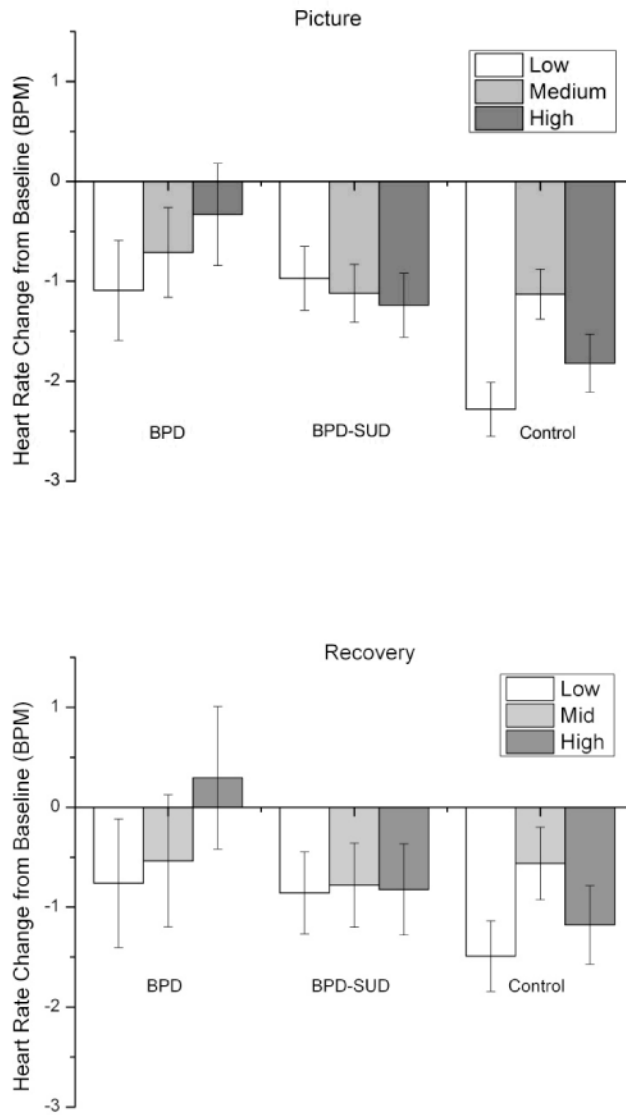 Picture
Heart Rate Change from Baseline (BPM)
1
0
-1
-2
-3
Low
Medium
High
BPD
BPD-SUD
Control
Recovery
Heart Rate Change from Baseline (BPM)
1
0
-1
-2
-3
Low
Mid
High
BPD
BPD-SUD
Control